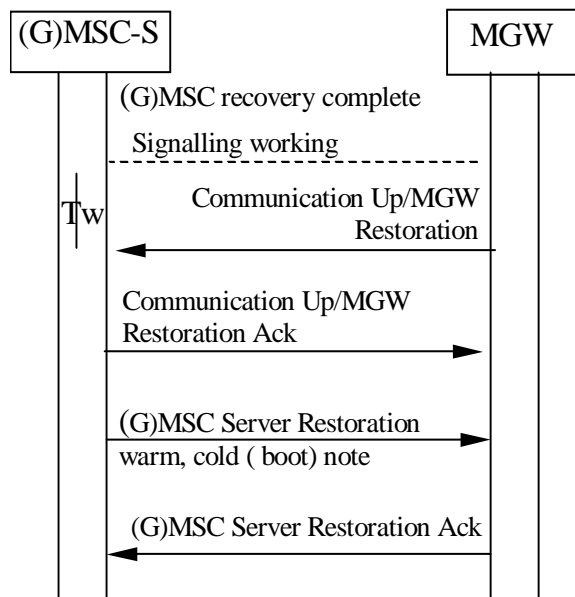 (G)MSC-S
MGW
(G)MSC recovery complete
Signalling working
Tw
Communication Up/MGW
Restoration
Communication Up/MGW
Restoration Ack
(G)MSC Server Restoration
warm, cold ( boot) note
(G)MSC Server Restoration Ack